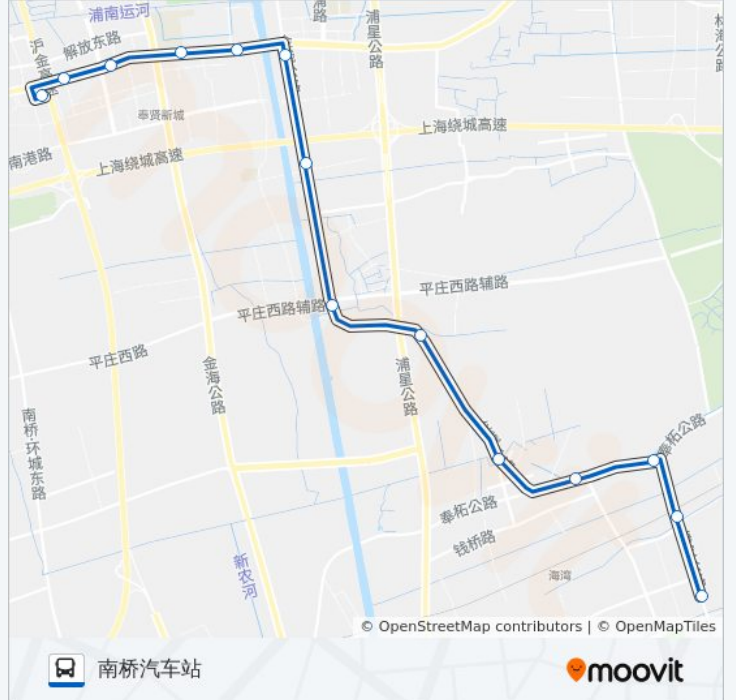 浦南运河
浦星公路
解放东路
沪金高速
奉贤新城
上海绕城高速
南港路
上海绕城高速
平庄西路辅路
平庄西路辅路
平庄西路
金海公路
浦星公路
南桥·环城东路
奉柘公路
奉柘公路
钱桥路
新农河
海湾
© OpenStreetMap contributors | © OpenMapTiles
南桥汽车站
moovit